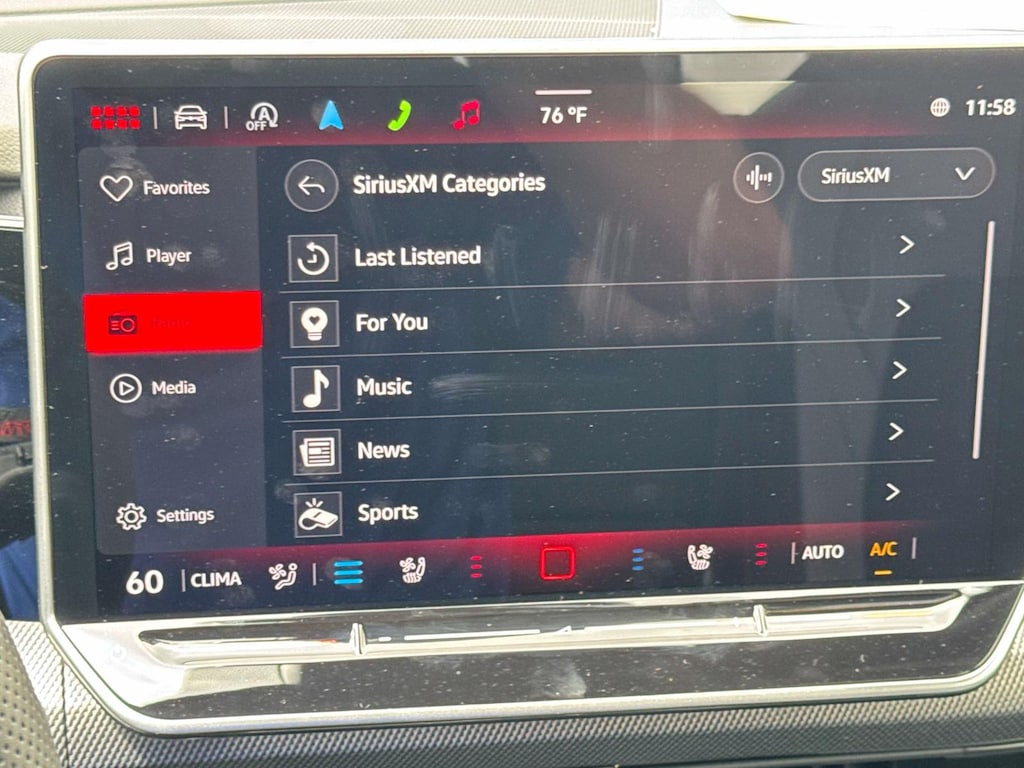 OFF
76 °F
11:58
Favorites
Player
Media
Settings
SiriusXM Categories
SiriusXM
Last Listened
For You
Music
News
Sports
60 CLIMA AUTO A/C